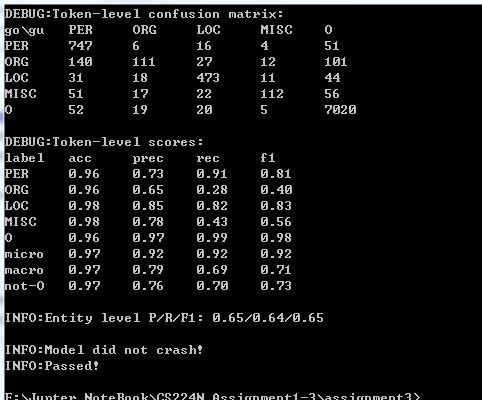 DEBUG:Token-level confusion matrix:
go\gu PER ORG LOC MISC O
PER 747 6 16 4 51
ORG 140 111 27 12 101
LOC 31 18 473 11 44
MISC 51 17 22 112 56
O 52 19 20 5 7020
DEBUG:Token-level scores:
label acc prec rec f1
PER 0.96 0.73 0.91 0.81
ORG 0.96 0.65 0.28 0.40
LOC 0.98 0.85 0.82 0.83
MISC 0.98 0.78 0.43 0.56
O 0.96 0.97 0.99 0.98
micro 0.97 0.92 0.92 0.92
macro 0.97 0.79 0.69 0.71
not-O 0.97 0.76 0.70 0.73
INFO:Entity level P/R/F1: 0.65/0.64/0.65
INFO:Model did not crash!
INFO:Passed!
E:\Jupter NoteBook\CS224N Assignment1-3\assignment3>